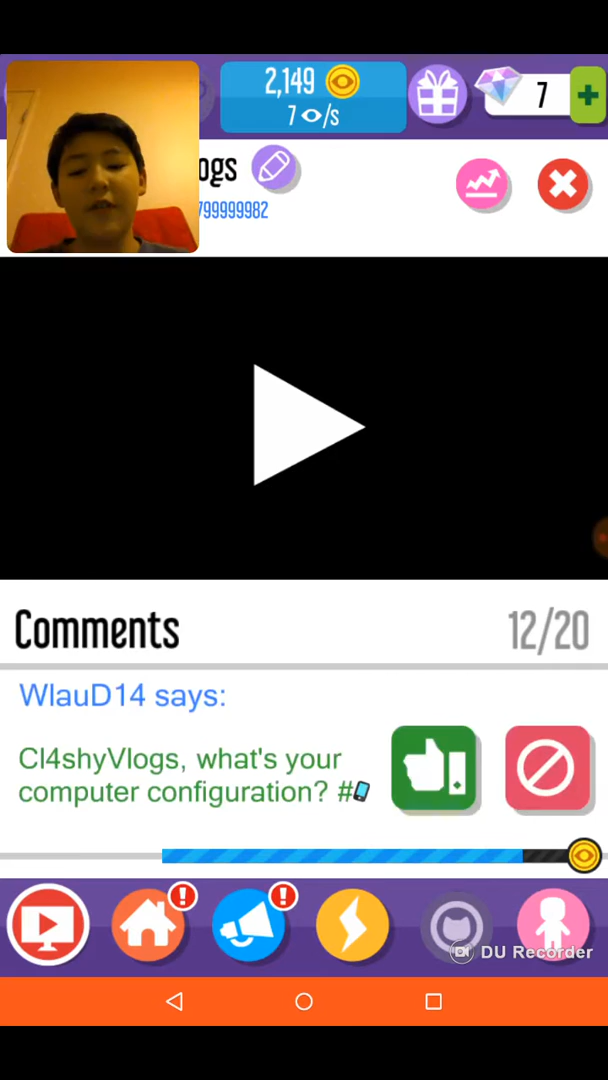 2,149
7 /s
7
ogs
799999982
Comments
12/20
WlauD14 says:
Cl4shyVlogs, what's your
computer configuration? #
DU Recorder